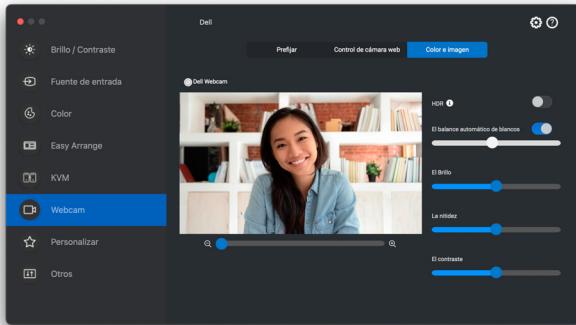 Dell
Brillo / Contraste
Fuente de entrada
Color
Easy Arrange
KVM
Webcam
Personalizar
Otros
Prefijar
Control de cámara web
Color e imagen
Dell Webcam
HDR
El balance automático de blancos
El Brillo
La nitidez
El contraste